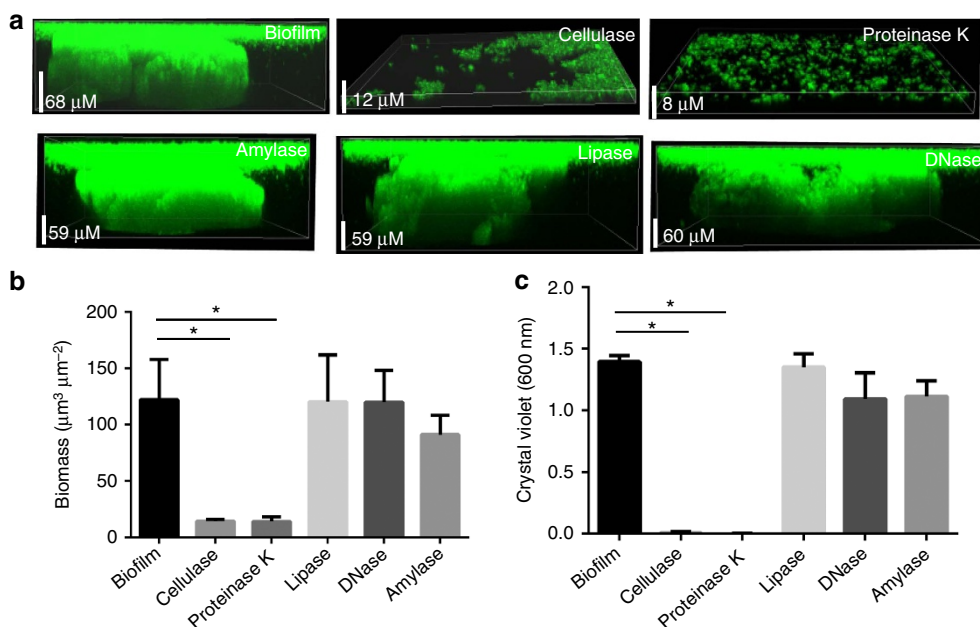 a
Biofilm
Cellulase
Proteinase K
68 µM
12 µM
8 µM
Amylase
Lipase
DNase
59 µM
59 µM
60 µM
b
Biomass (µm³ µm⁻²)
200
150
100
50
0
*
*
Biofilm
Cellulase
Proteinase K
Lipase
DNase
Amylase
c
Crystal violet (600 nm)
2.0
1.5
1.0
0.5
0.0
*
*
Biofilm
Cellulase
Proteinase K
Lipase
DNase
Amylase